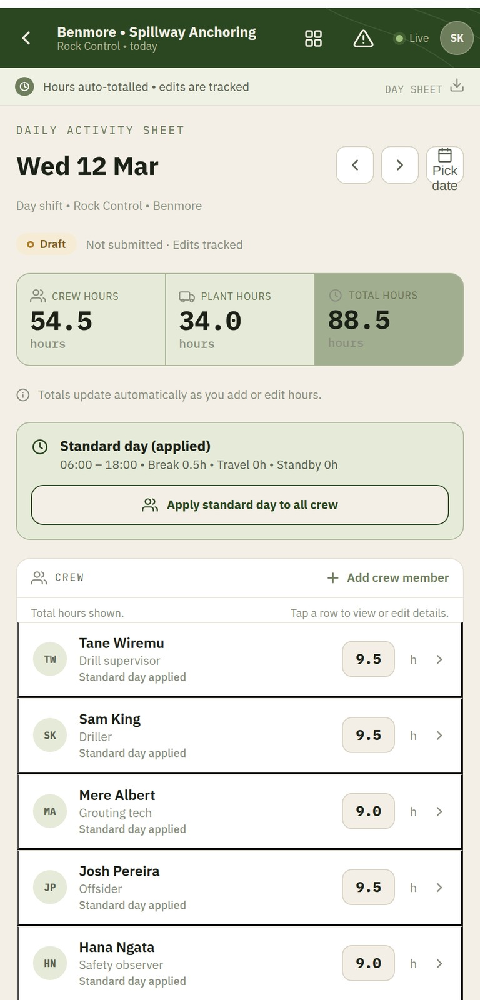 Benmore • Spillway Anchoring
Rock Control • today
Live
SK
Hours auto-totalled • edits are tracked
DAY SHEET
DAILY ACTIVITY SHEET
Wed 12 Mar
Pick
date
Day shift • Rock Control • Benmore
Draft
Not submitted · Edits tracked
CREW HOURS
54.5
hours
PLANT HOURS
34.0
hours
TOTAL HOURS
88.5
hours
Totals update automatically as you add or edit hours.
Standard day (applied)
06:00 – 18:00 • Break 0.5h • Travel 0h • Standby 0h
Apply standard day to all crew
CREW
Add crew member
Total hours shown.
Tap a row to view or edit details.
TW
Tane Wiremu
Drill supervisor
Standard day applied
9.5
h
SK
Sam King
Driller
Standard day applied
9.5
h
MA
Mere Albert
Grouting tech
Standard day applied
9.0
h
JP
Josh Pereira
Offsider
Standard day applied
9.5
h
HN
Hana Ngata
Safety observer
Standard day applied
9.0
h